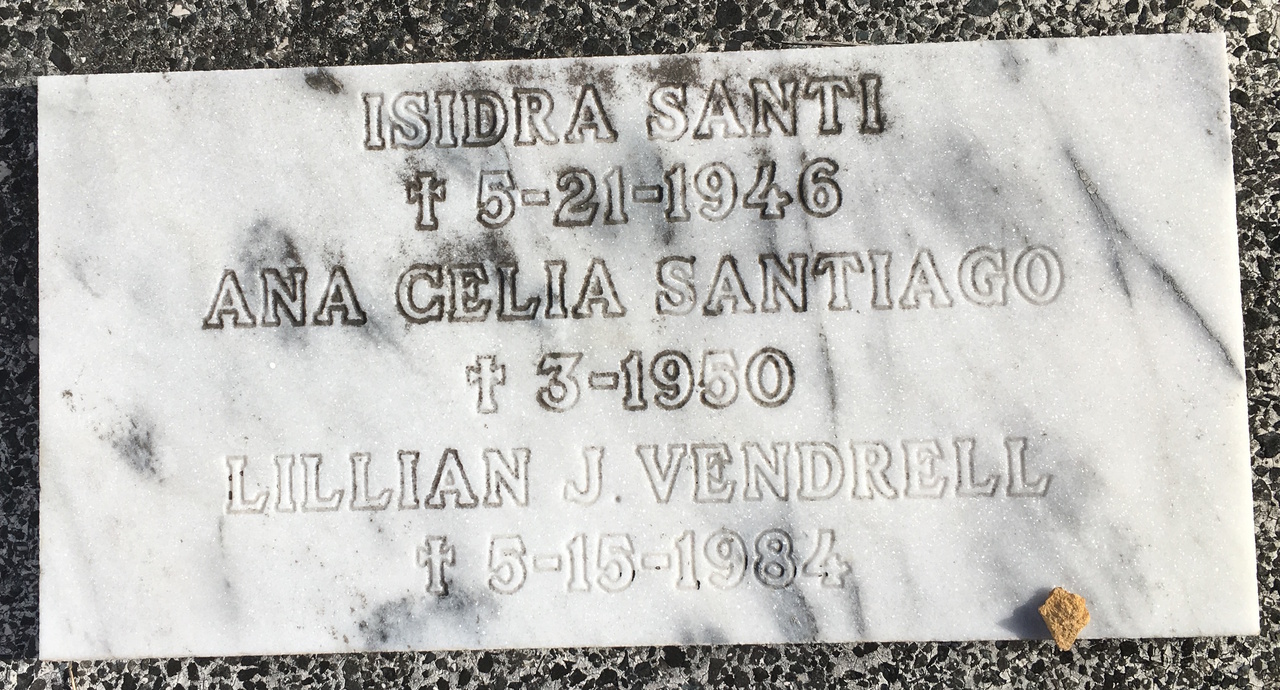 ISIDRA SANTI
✝ 5-21-1946
ANA CELIA SANTIAGO
✝ 3-1950
LILLIAN J. VENDRELL
✝ 5-15-1984